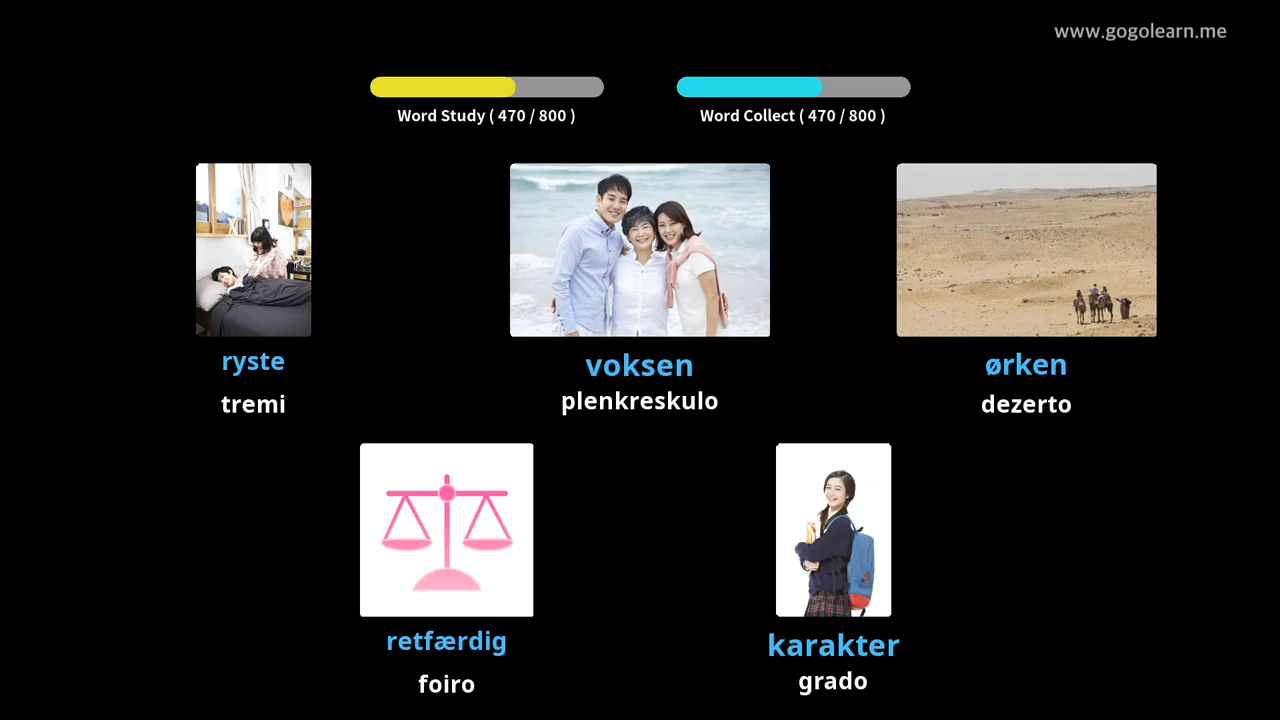 www.gogolearn.me
Word Study ( 470 / 800 )
Word Collect ( 470 / 800 )
ryste
tremi
voksen
plenkreskulo
ørken
dezerto
retfærdig
foiro
karakter
grado